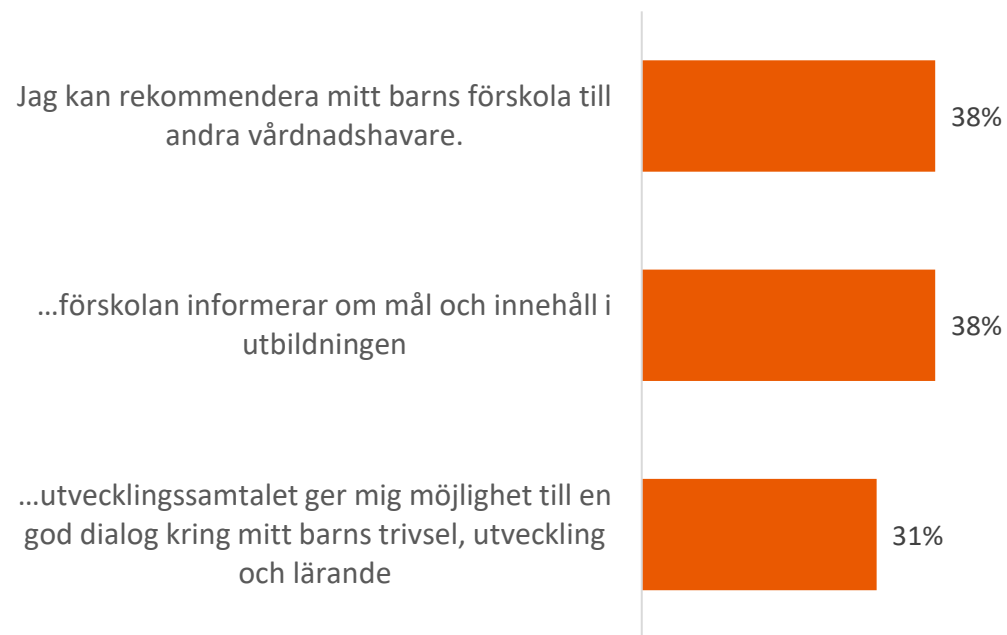 Jag kan rekommendera mitt barns förskola till
andra vårdnadshavare.
38%
...förskolan informerar om mål och innehåll i
utbildningen
38%
...utvecklingssamtalet ger mig möjlighet till en
god dialog kring mitt barns trivsel, utveckling
och lärande
31%